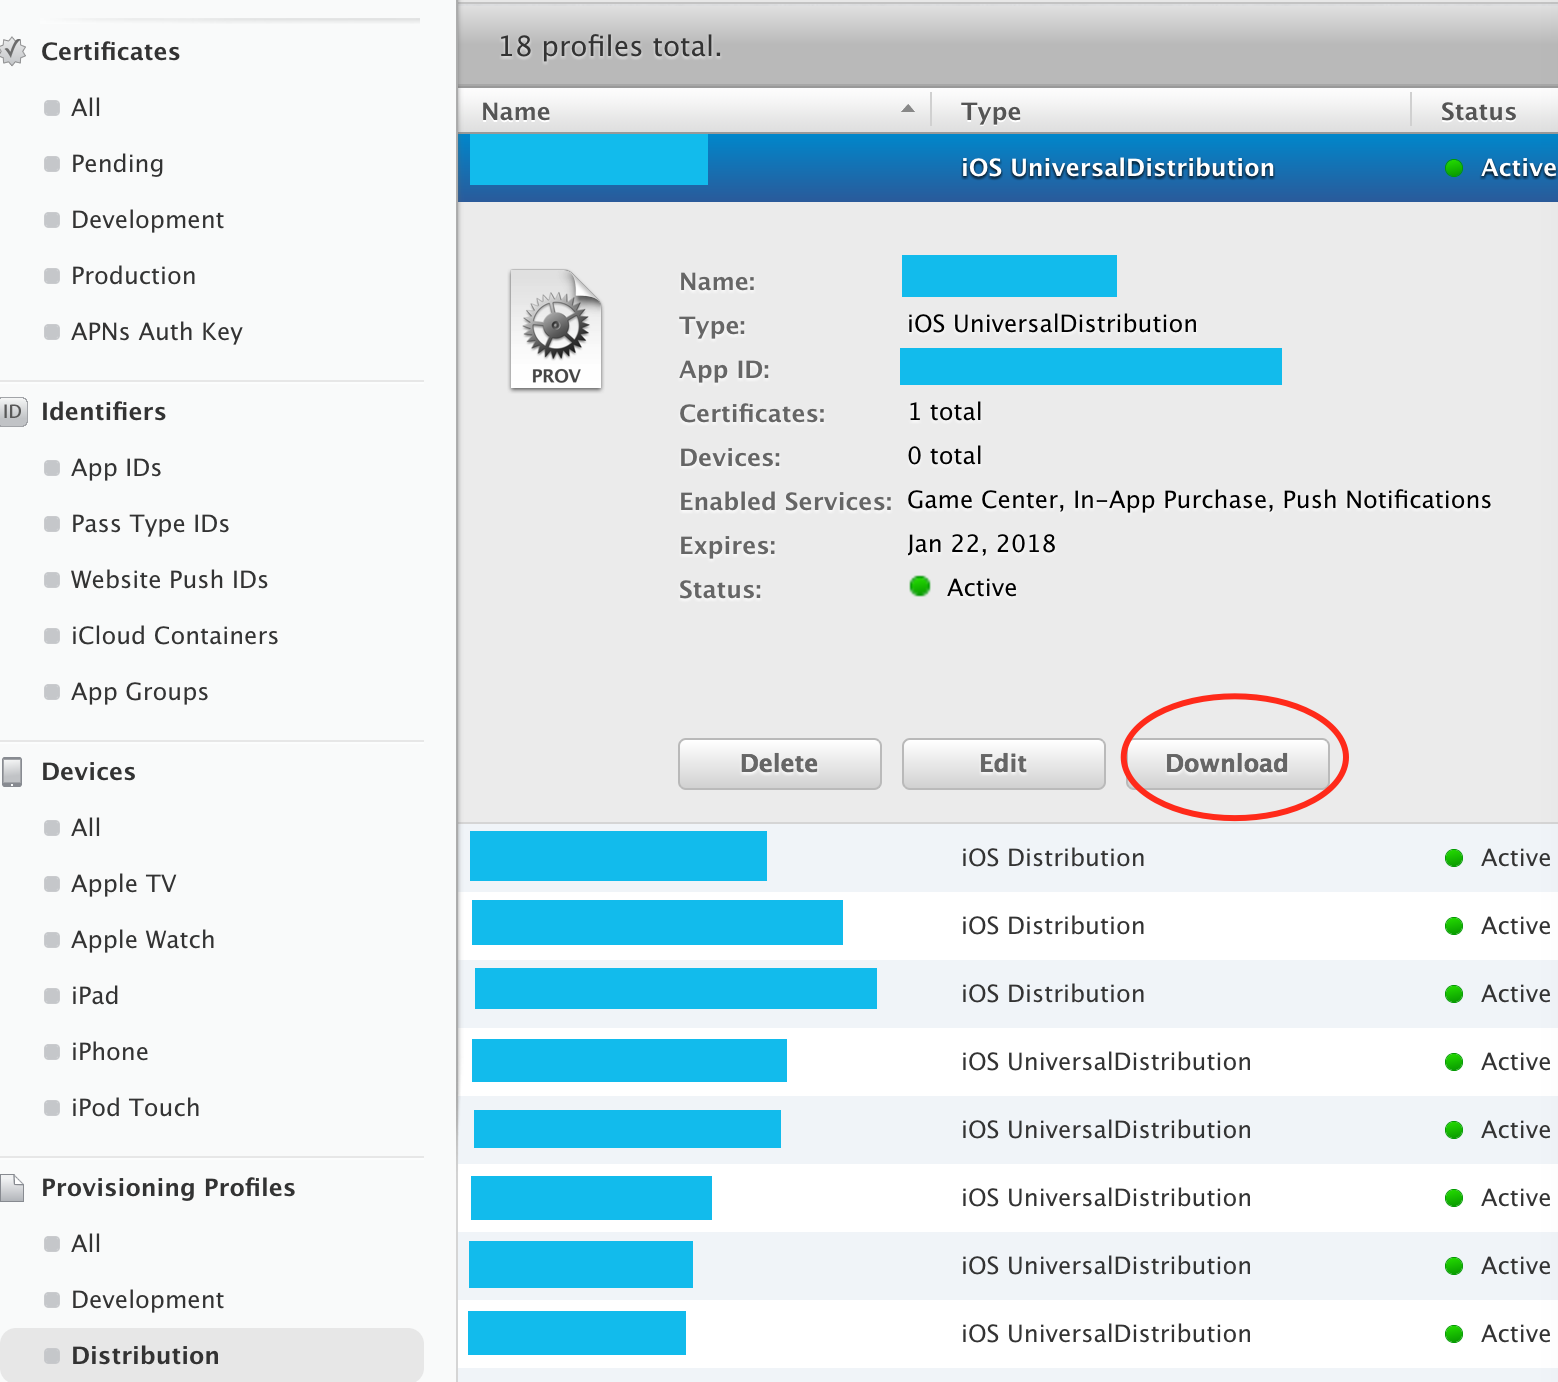 Certificates
All
Pending
Development
Production
APNs Auth Key
ID Identifiers
App IDs
Pass Type IDs
Website Push IDs
iCloud Containers
App Groups
Devices
All
Apple TV
Apple Watch
iPad
iPhone
iPod Touch
Provisioning Profiles
All
Development
Distribution
18 profiles total.
Name Type Status
iOS UniversalDistribution Active
PROV
Name:
Type: iOS UniversalDistribution
App ID:
Certificates: 1 total
Devices: 0 total
Enabled Services: Game Center, In-App Purchase, Push Notifications
Expires: Jan 22, 2018
Status: Active
Delete Edit Download
iOS Distribution Active
iOS Distribution Active
iOS Distribution Active
iOS UniversalDistribution Active
iOS UniversalDistribution Active
iOS UniversalDistribution Active
iOS UniversalDistribution Active
iOS UniversalDistribution Active